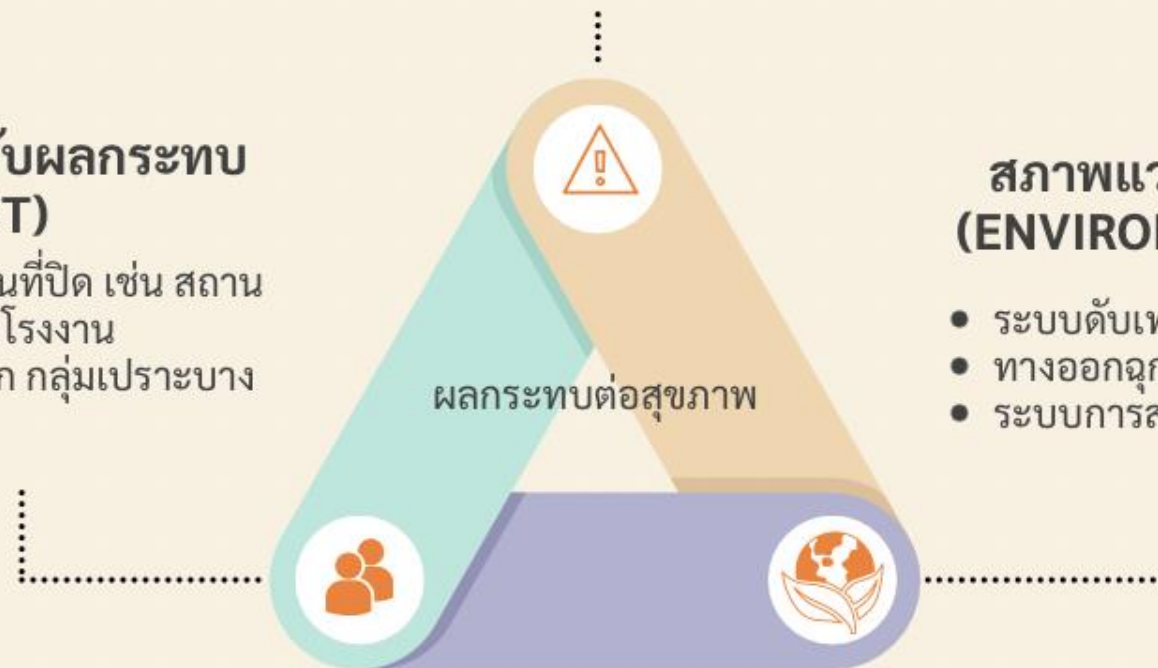 ับผลกระทบ
T)
นที่ปิด เช่น สถาน
โรงงาน
ก กลุ่มเปราะบาง
ผลกระทบต่อสุขภาพ
สภาพแว
(ENVIRO
ระบบดับเ
ทางออกฉุก
ระบบการ